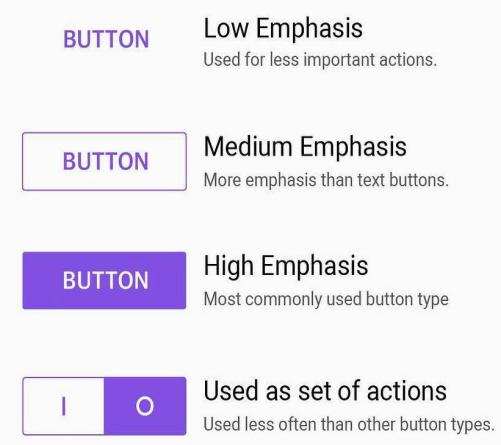 BUTTON
Low Emphasis
Used for less important actions.
BUTTON
Medium Emphasis
More emphasis than text buttons.
BUTTON
High Emphasis
Most commonly used button type
I O
Used as set of actions
Used less often than other button types.